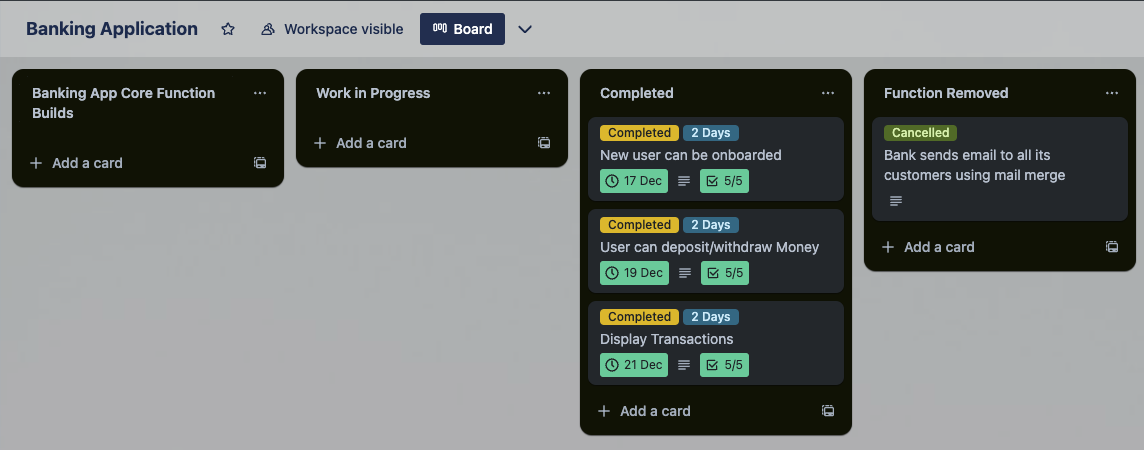 Banking Application
Workspace visible
Board
Banking App Core Function
Builds
Add a card
Work in Progress
Add a card
Completed
Completed 2 Days
New user can be onboarded
17 Dec 5/5
Completed 2 Days
User can deposit/withdraw Money
19 Dec 5/5
Completed 2 Days
Display Transactions
21 Dec 5/5
Add a card
Function Removed
Cancelled
Bank sends email to all its
customers using mail merge
Add a card